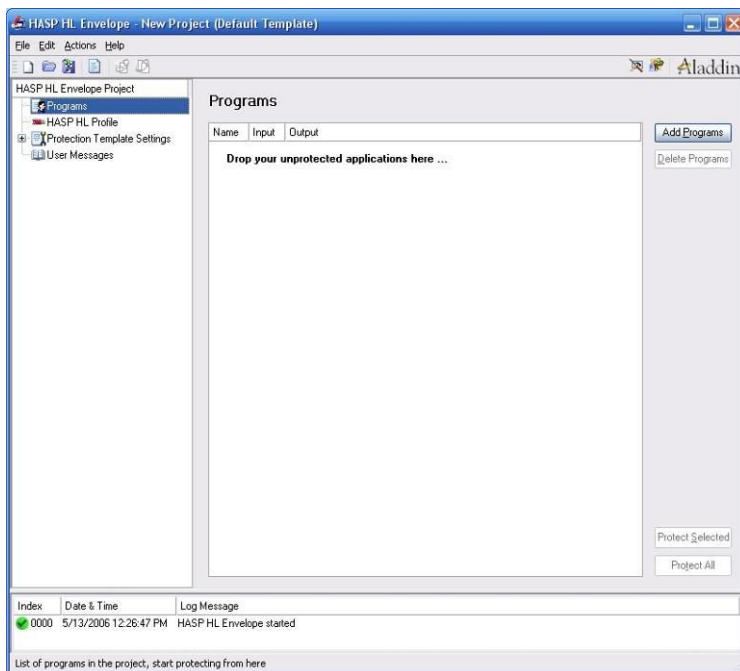 HASP HL Envelope - New Project (Default Template)
File Edit Actions Help
Aladdin
HASP HL Envelope Project
Programs
HASP HL Profile
Protection Template Settings
User Messages
Programs
Name Input Output
Drop your unprotected applications here ...
Add Programs
Delete Programs
Protect Selected
Protect All
Index Date & Time Log Message
0000 5/13/2006 12:26:47 PM HASP HL Envelope started
List of programs in the project, start protecting from here